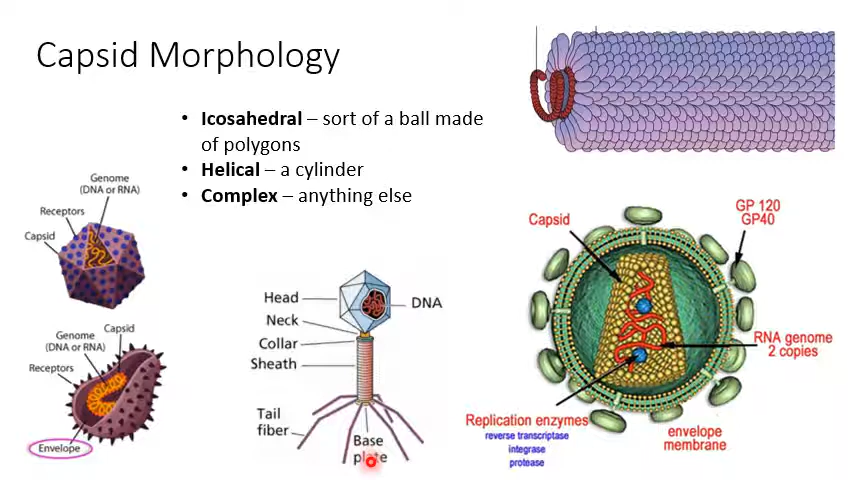 Capsid Morphology
• Icosahedral – sort of a ball made
of polygons
• Helical – a cylinder
• Complex – anything else
Genome
(DNA or RNA)
Receptors
Capsid
Capsid
Genome
(DNA or RNA)
Receptors
Envelope
Head
DNA
Neck
Collar
Sheath
Tail
fiber
Base
plate
Capsid
GP 120
GP40
RNA genome
2 copies
Replication enzymes
reverse transcriptase
integrase
protease
envelope
membrane